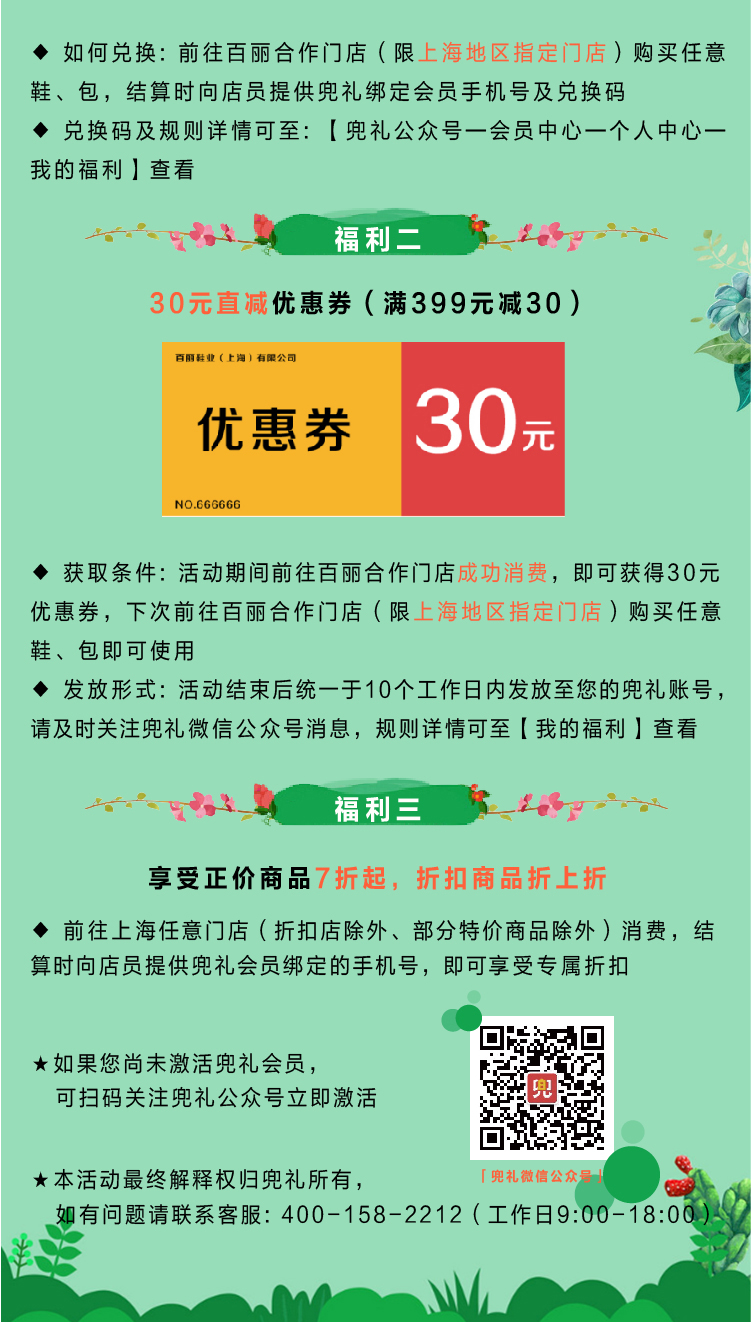 ◆ 如何兑换: 前往百丽合作门店（限上海地区指定门店）购买任意
鞋、包，结算时向店员提供兜礼绑定会员手机号及兑换码
◆ 兑换码及规则详情可至: 【兜礼公众号—会员中心—个人中心—
我的福利】查看
福利二
30元直减优惠券（满399元减30）
百丽鞋业（上海）有限公司
优惠券
30元
NO.666666
◆ 获取条件: 活动期间前往百丽合作门店成功消费，即可获得30元
优惠券，下次前往百丽合作门店（限上海地区指定门店）购买任意
鞋、包即可使用
◆ 发放形式: 活动结束后统一于10个工作日内发放至您的兜礼账号，
请及时关注兜礼微信公众号消息，规则详情可至【我的福利】查看
福利三
享受正价商品7折起，折扣商品折上折
◆ 前往上海任意门店（折扣店除外、部分特价商品除外）消费，结
算时向店员提供兜礼会员绑定的手机号，即可享受专属折扣
★如果您尚未激活兜礼会员，
可扫码关注兜礼公众号立即激活
兜
「兜礼微信公众号」
★本活动最终解释权归兜礼所有，
如有问题请联系客服: 400-158-2212（工作日9:00-18:00）